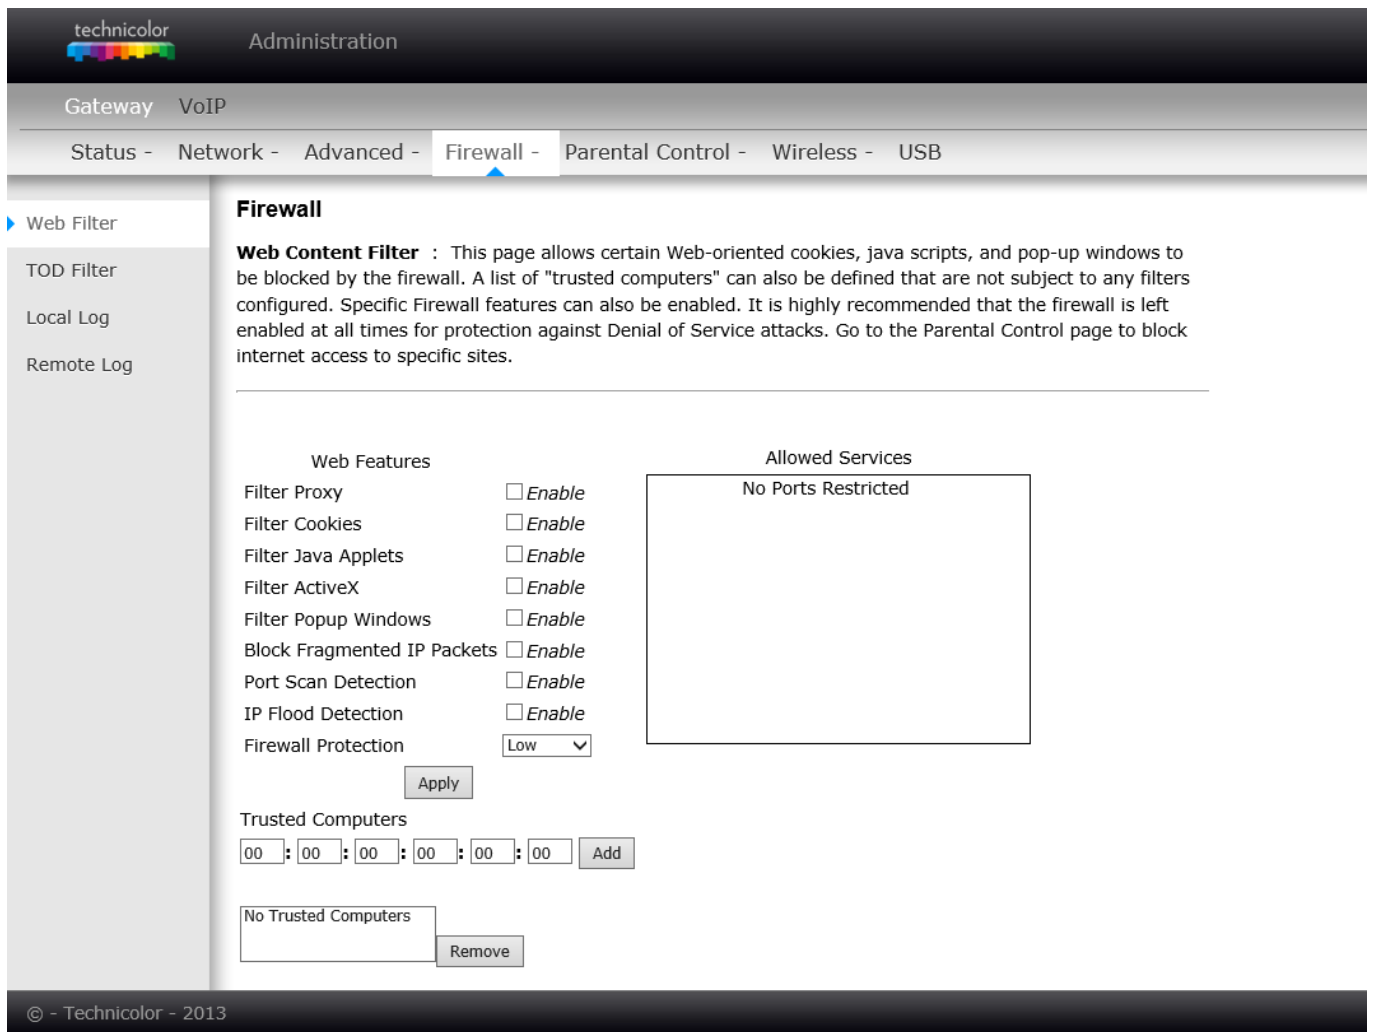 technicolor
Administration
Gateway VoIP
Status - Network - Advanced - Firewall - Parental Control - Wireless - USB
Web Filter
TOD Filter
Local Log
Remote Log
Firewall
Web Content Filter : This page allows certain Web-oriented cookies, java scripts, and pop-up windows to
be blocked by the firewall. A list of "trusted computers" can also be defined that are not subject to any filters
configured. Specific Firewall features can also be enabled. It is highly recommended that the firewall is left
enabled at all times for protection against Denial of Service attacks. Go to the Parental Control page to block
internet access to specific sites.
Web Features
Filter Proxy Enable
Filter Cookies Enable
Filter Java Applets Enable
Filter ActiveX Enable
Filter Popup Windows Enable
Block Fragmented IP Packets Enable
Port Scan Detection Enable
IP Flood Detection Enable
Firewall Protection Low
Apply
Allowed Services
No Ports Restricted
Trusted Computers
00 : 00 : 00 : 00 : 00 : 00 Add
No Trusted Computers
Remove
© - Technicolor - 2013